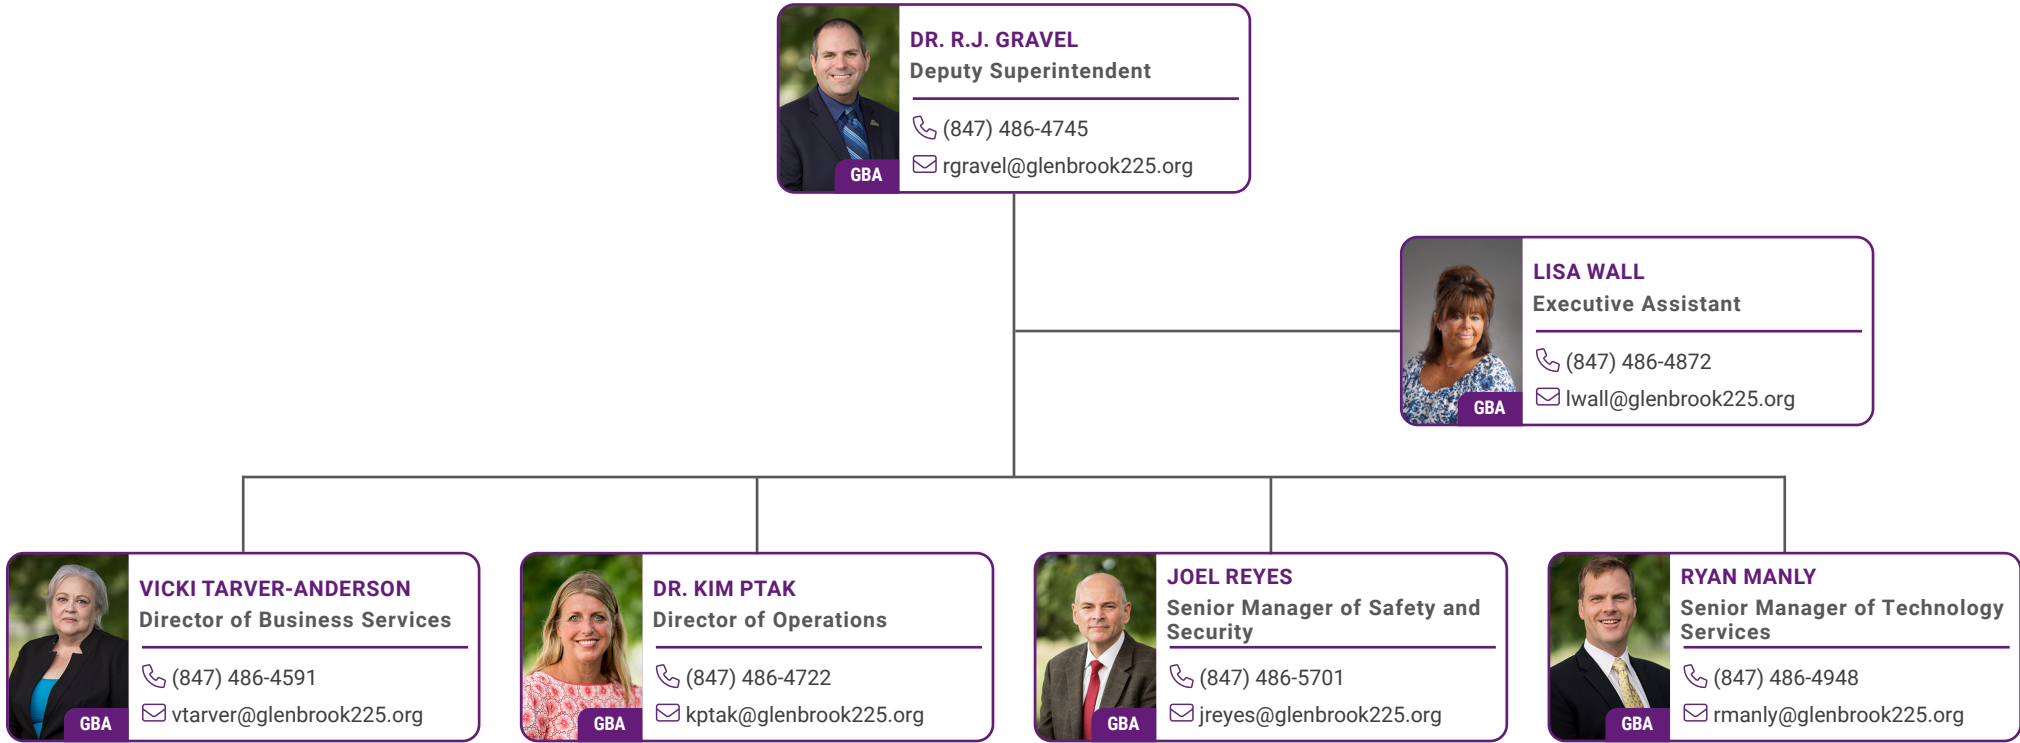 DR. R.J. GRAVEL
Deputy Superintendent
(847) 486-4745
rgravel@glenbrook225.org
GBA
LISA WALL
Executive Assistant
(847) 486-4872
lwall@glenbrook225.org
GBA
VICKI TARVER-ANDERSON
Director of Business Services
(847) 486-4591
vtarver@glenbrook225.org
GBA
DR. KIM PTAK
Director of Operations
(847) 486-4722
kptak@glenbrook225.org
GBA
JOEL REYES
Senior Manager of Safety and
Security
(847) 486-5701
jreyes@glenbrook225.org
GBA
RYAN MANLY
Senior Manager of Technology
Services
(847) 486-4948
rmanly@glenbrook225.org
GBA